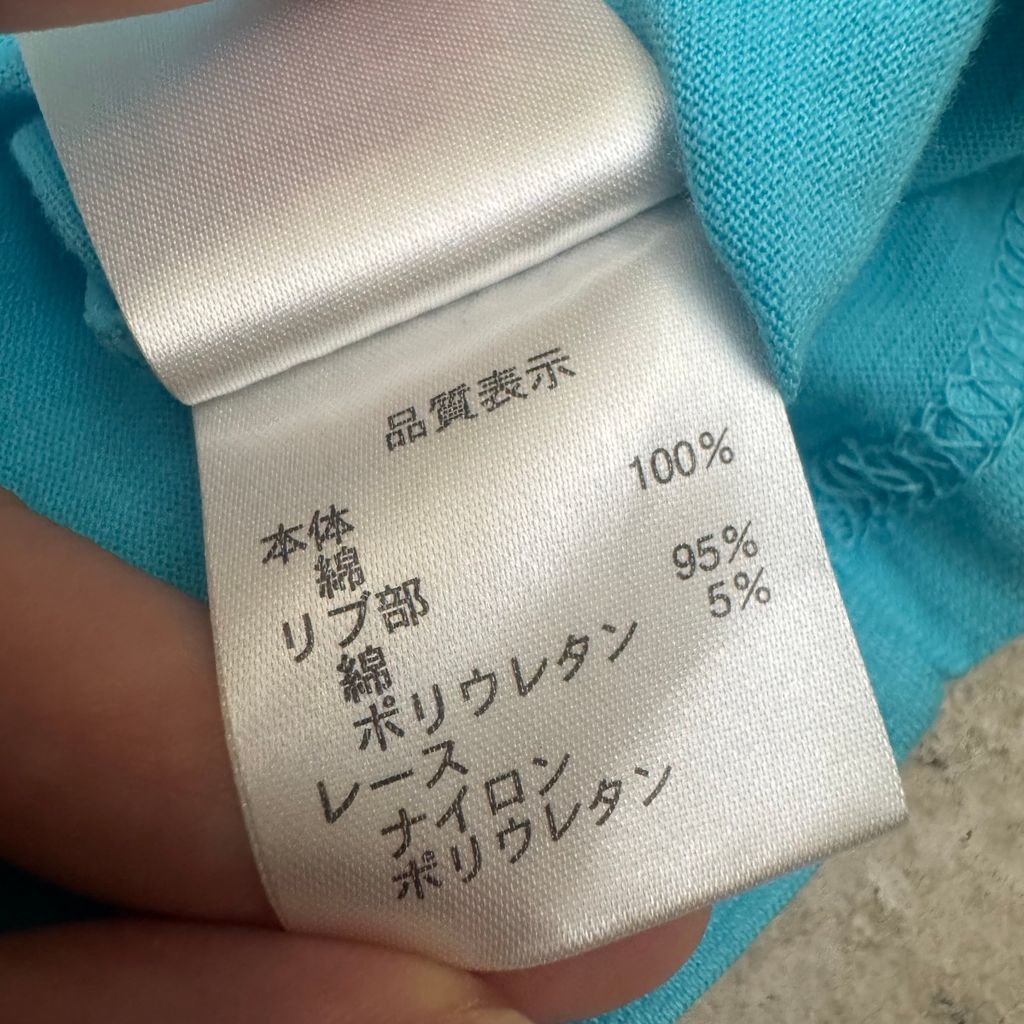 品質表示
本体
綿 100%
リブ部
綿 95%
ポリウレタン 5%
レース
ナイロン
ポリウレタン